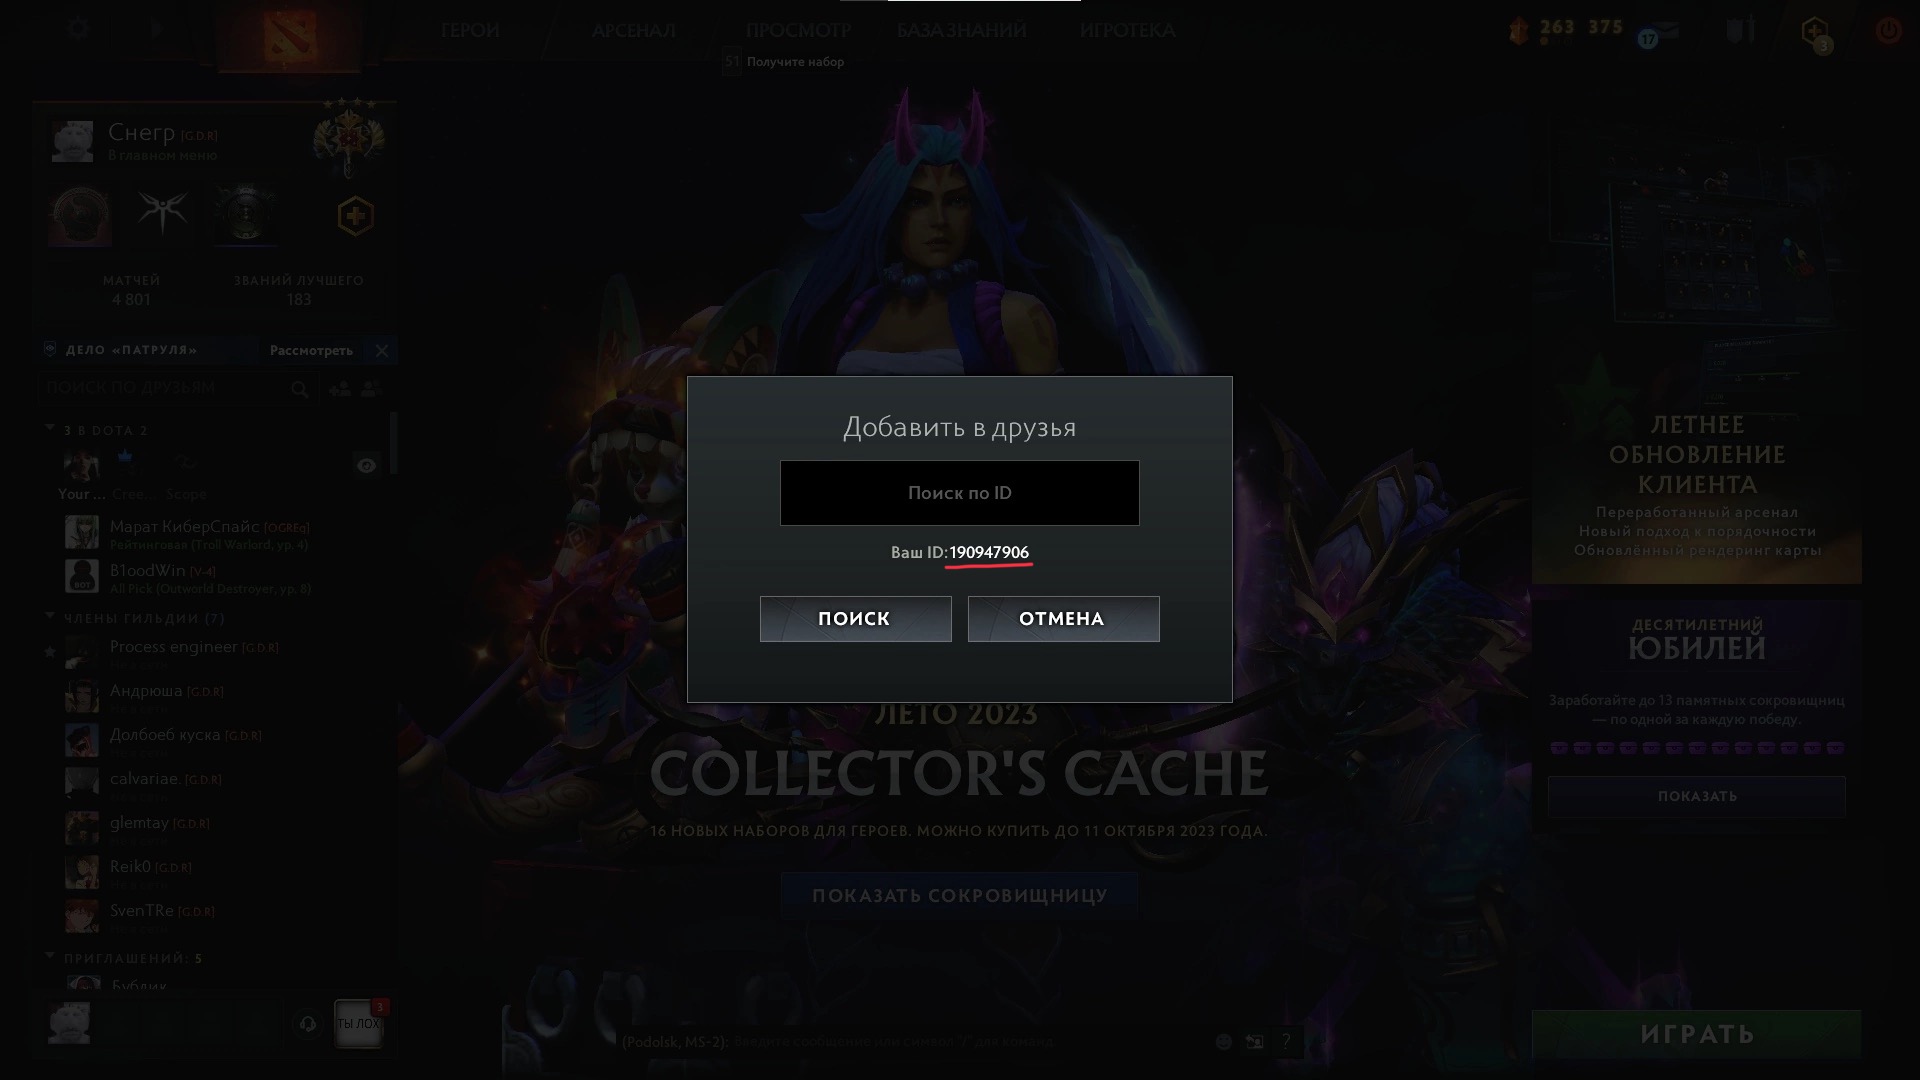 ГЕРОИ
АРСЕНАЛ
ПРОСМОТР
БАЗА ЗНАНИЙ
ИГРОТЕКА
263 375
17
3
51 Получите набор
Снегр [G.D.R]
В главном меню
МАТЧЕЙ
4 801
ЗВАНИЙ ЛУЧШЕГО
183
ДЕЛО «ПАТРУЛЯ»
Рассмотреть
ПОИСК ПО ДРУЗЬЯМ
3 В DOTA 2
Your ... Cree... Scope
Марат КиберСпайс [OGREq]
Рейтинговая (Troll Warlord, ур. 4)
B1oodWin [V-4]
All Pick (Outworld Destroyer, ур. 8)
BOT
ЧЛЕНЫ ГИЛЬДИИ (7)
Process engineer [G.D.R]
Андрюша [G.D.R]
Долбоеб куска [G.D.R]
calvariae. [G.D.R]
glemtay [G.D.R]
Reik0 [G.D.R]
SvenTRe [G.D.R]
ПРИГЛАШЕНИЙ: 5
Бублик
ТЫ ЛОХ
3
Добавить в друзья
Поиск по ID
Ваш ID:190947906
ПОИСК
ОТМЕНА
ЛЕТО 2023
COLLECTOR'S CACHE
16 НОВЫХ НАБОРОВ ДЛЯ ГЕРОЕВ. МОЖНО КУПИТЬ ДО 11 ОКТЯБРЯ 2023 ГОДА.
ПОКАЗАТЬ СОКРОВИЩНИЦУ
(Podolsk, MS-2): Введите сообщение или символ "/" для команд.
?
ЛЕТНЕЕ
ОБНОВЛЕНИЕ
КЛИЕНТА
Переработанный арсенал
Новый подход к порядочности
Обновлённый рендеринг карты
ДЕСЯТИЛЕТНИЙ
ЮБИЛЕЙ
Заработайте до 13 памятных сокровищниц
— по одной за каждую победу.
ПОКАЗАТЬ
ИГРАТЬ